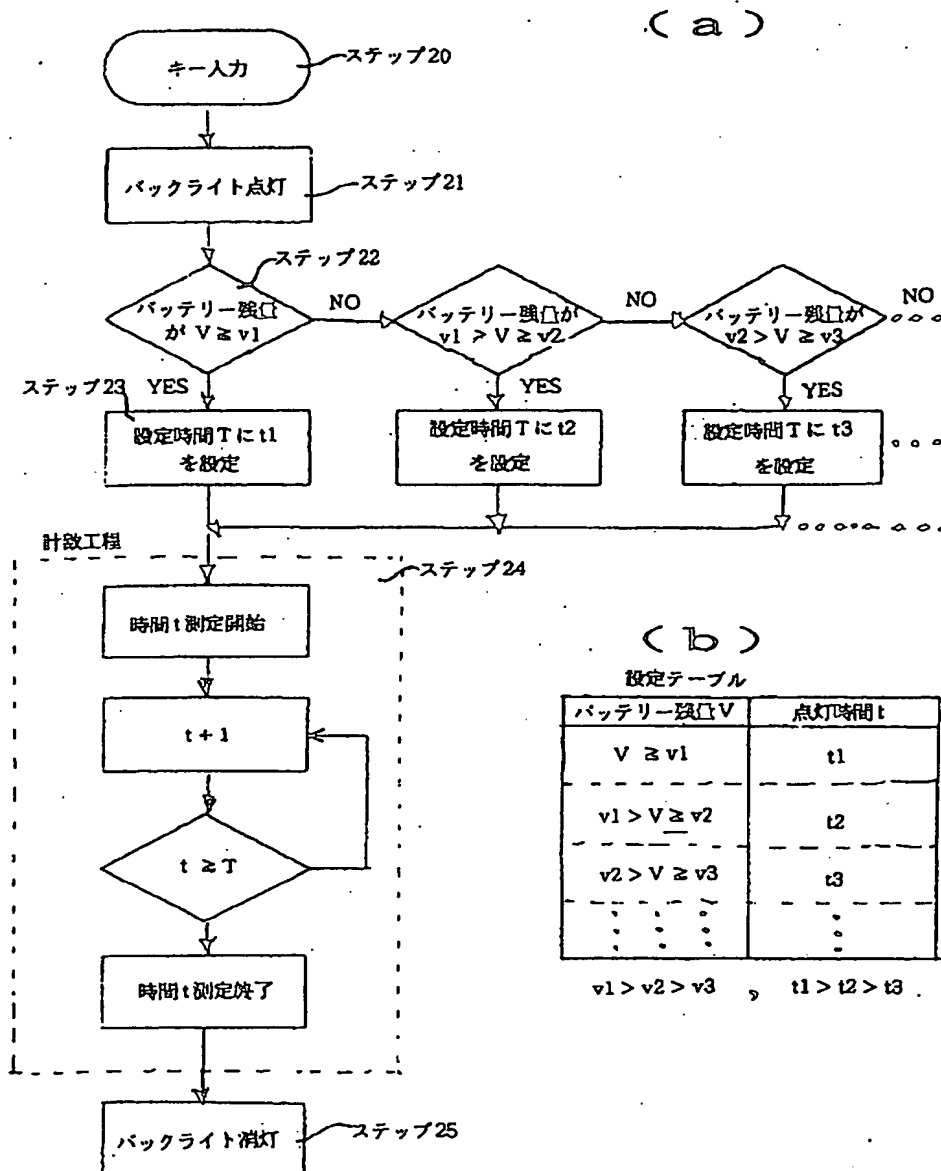 (a)
キー入力
ステップ20
バックライト点灯
ステップ21
ステップ22
バッテリー残量
が V ≧ v1
NO
バッテリー残量が
v1 > V ≧ v2
NO
バッテリー残量が
v2 > V ≧ v3
NO
ステップ23
YES
YES
YES
設定時間Tにt1
を設定
設定時間Tにt2
を設定
設定時間Tにt3
を設定
計数工程
ステップ24
時間t測定開始
t+1
t ≧ T
時間t測定終了
バックライト消灯
ステップ25
(b)
設定テーブル
バッテリー残量V 点灯時間t
V ≧ v1 t1
v1 > V ≧ v2 t2
v2 > V ≧ v3 t3
v1 > v2 > v3 、 t1 > t2 > t3